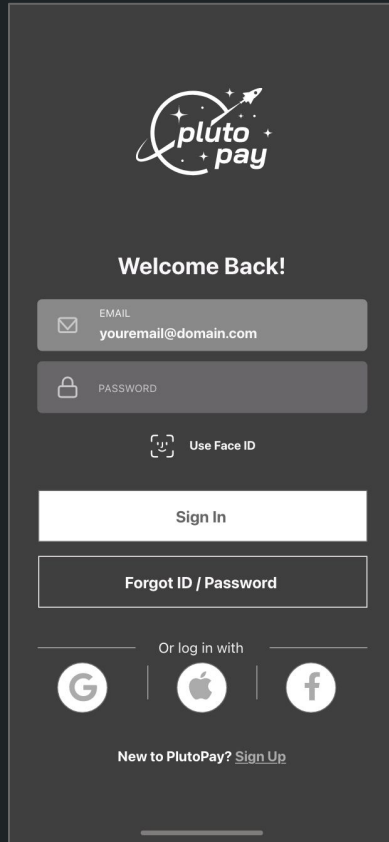 pluto
pay
Welcome Back!
EMAIL
youremail@domain.com
PASSWORD
Use Face ID
Sign In
Forgot ID / Password
Or log in with
G
f
New to PlutoPay? Sign Up